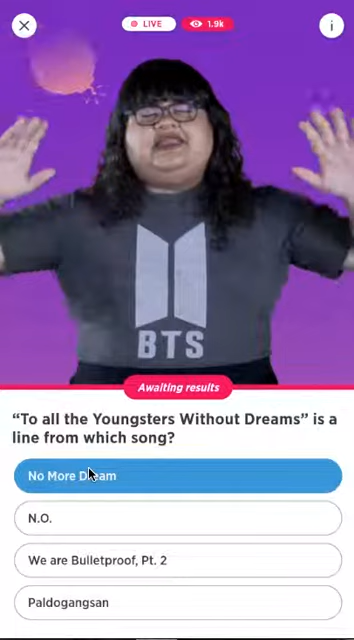 LIVE
1.9k
i
BTS
Awaiting results
“To all the Youngsters Without Dreams” is a
line from which song?
No More Dream
N.O.
We are Bulletproof, Pt. 2
Paldogangsan